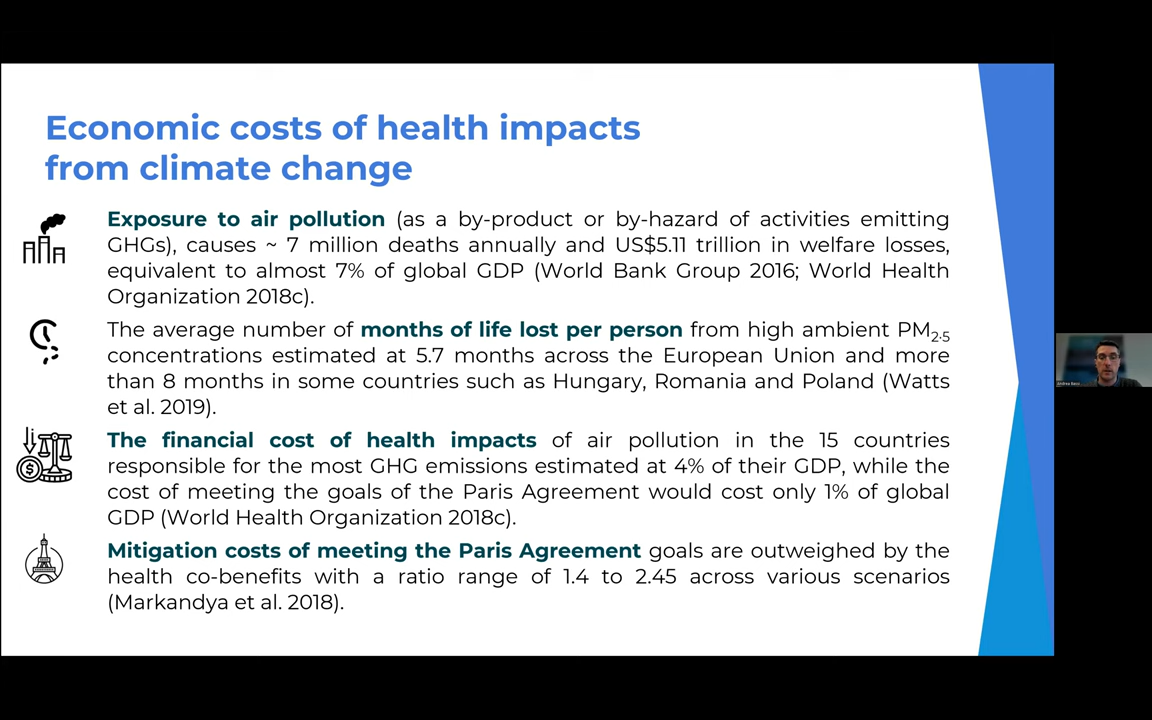 Economic costs of health impacts
from climate change
Exposure to air pollution (as a by-product or by-hazard of activities emitting
GHGs), causes ~ 7 million deaths annually and US$5.11 trillion in welfare losses,
equivalent to almost 7% of global GDP (World Bank Group 2016; World Health
Organization 2018c).
The average number of months of life lost per person from high ambient PM2.5
concentrations estimated at 5.7 months across the European Union and more
than 8 months in some countries such as Hungary, Romania and Poland (Watts
et al. 2019).
The financial cost of health impacts of air pollution in the 15 countries
responsible for the most GHG emissions estimated at 4% of their GDP, while the
cost of meeting the goals of the Paris Agreement would cost only 1% of global
GDP (World Health Organization 2018c).
Mitigation costs of meeting the Paris Agreement goals are outweighed by the
health co-benefits with a ratio range of 1.4 to 2.45 across various scenarios
(Markandya et al. 2018).
Andrea Bassi